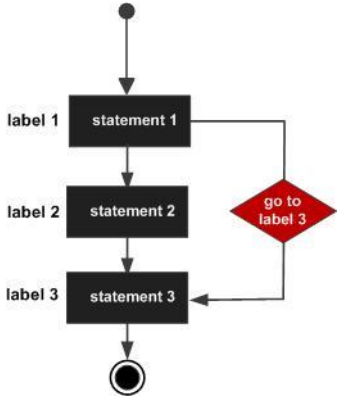 label 1
statement 1
label 2
statement 2
go to
label 3
label 3
statement 3